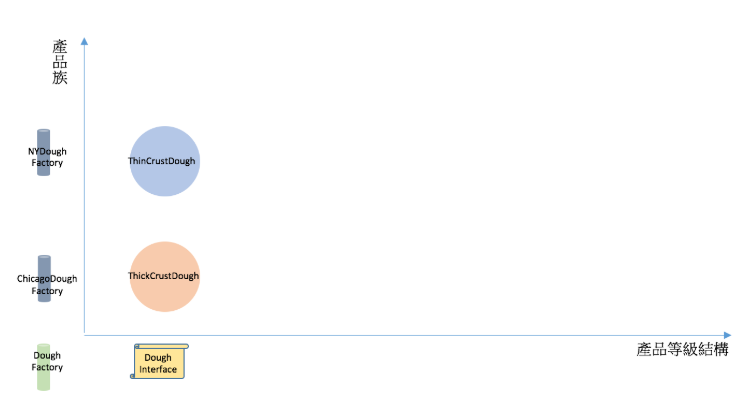 產
品
族
NYDough
Factory
ThinCrustDough
ChicagoDough
Factory
ThickCrustDough
產品等級結構
Dough
Factory
Dough
Interface